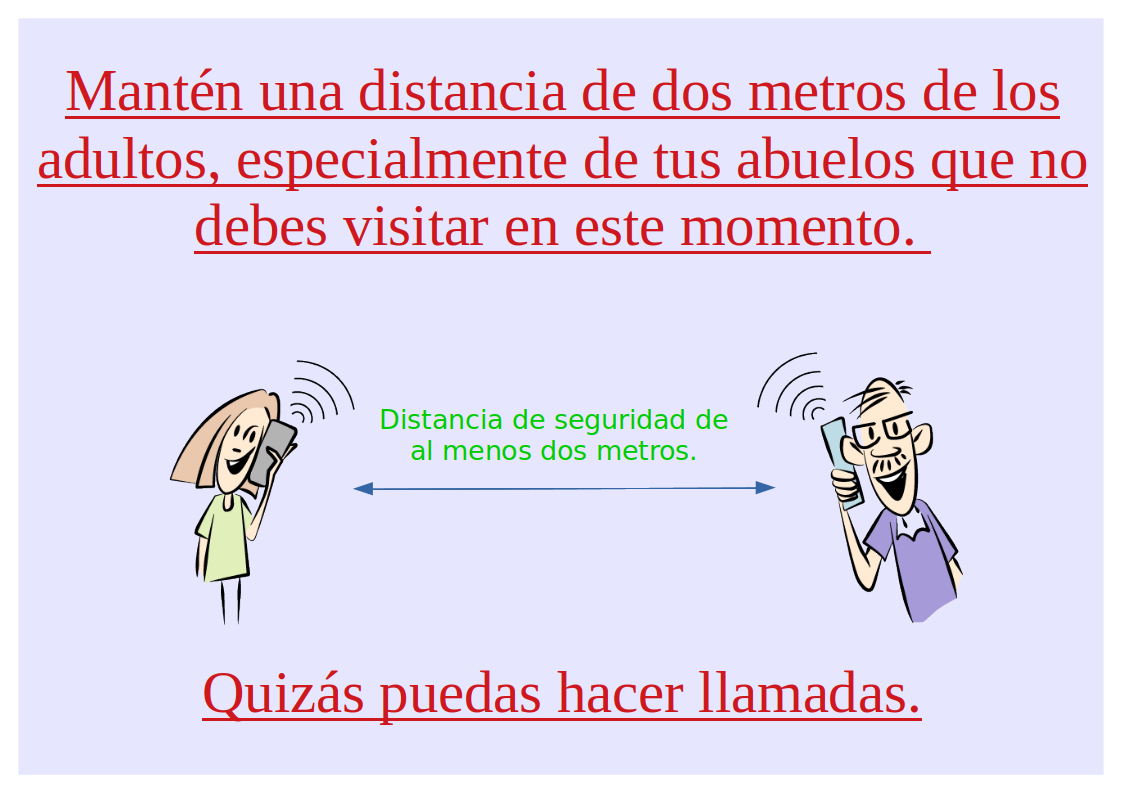 Mantén una distancia de dos metros de los
adultos, especialmente de tus abuelos que no
debes visitar en este momento.
Distancia de seguridad de
al menos dos metros.
Quizás puedas hacer llamadas.